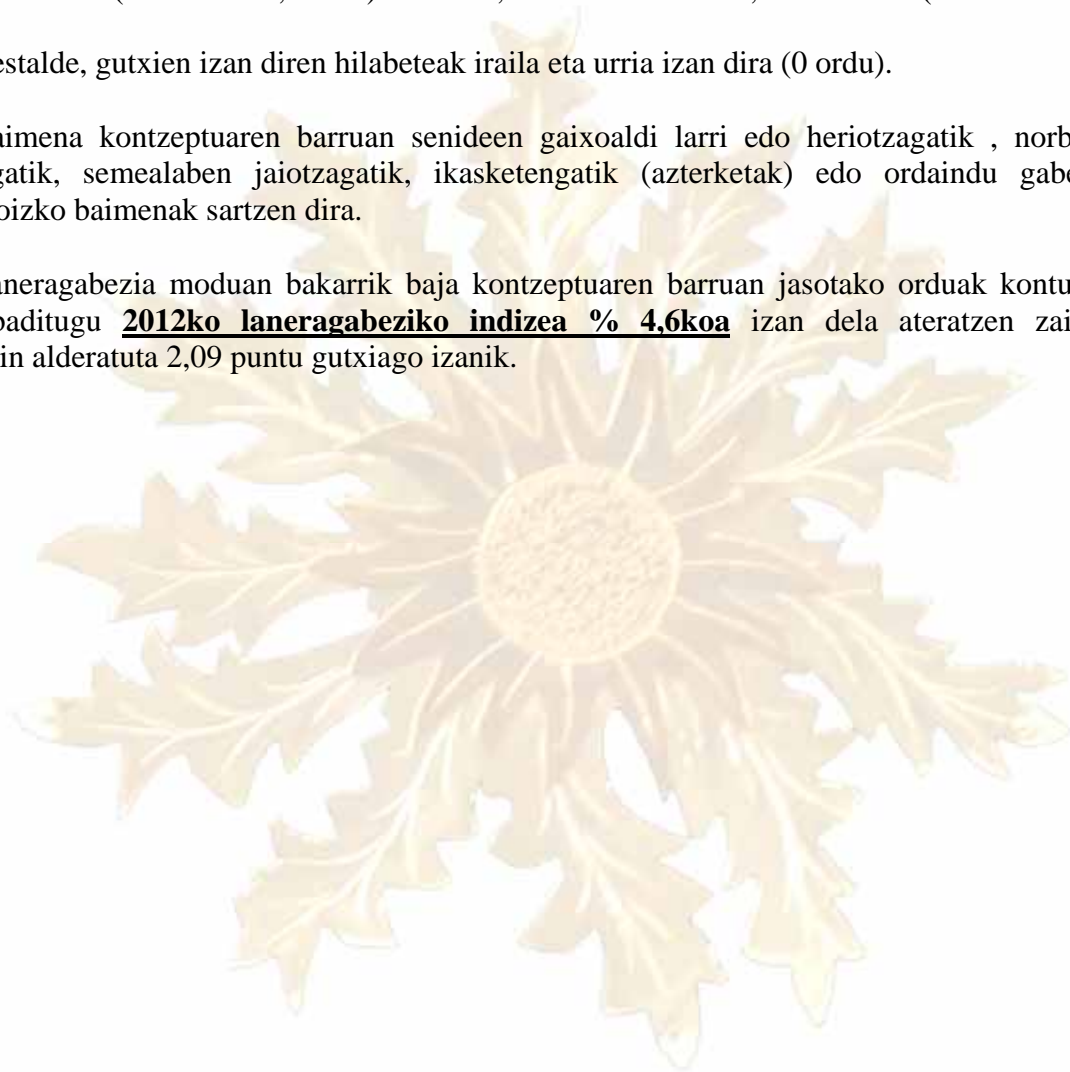 estalde, gutxien izan diren hilabeteak iraila eta urria izan dira (0 ordu).
aimena kontzeptuaren barruan senideen gaixoaldi larri edo heriotzagatik , norb
gatik, semealaben jaiotzagatik, ikasketengatik (azterketak) edo ordaindu gabe
oizko baimenak sartzen dira.
aneragabezia moduan bakarrik baja kontzeptuaren barruan jasotako orduak kontu
baditugu 2012ko laneragabeziko indizea % 4,6koa izan dela ateratzen zai
in alderatuta 2,09 puntu gutxiago izanik.